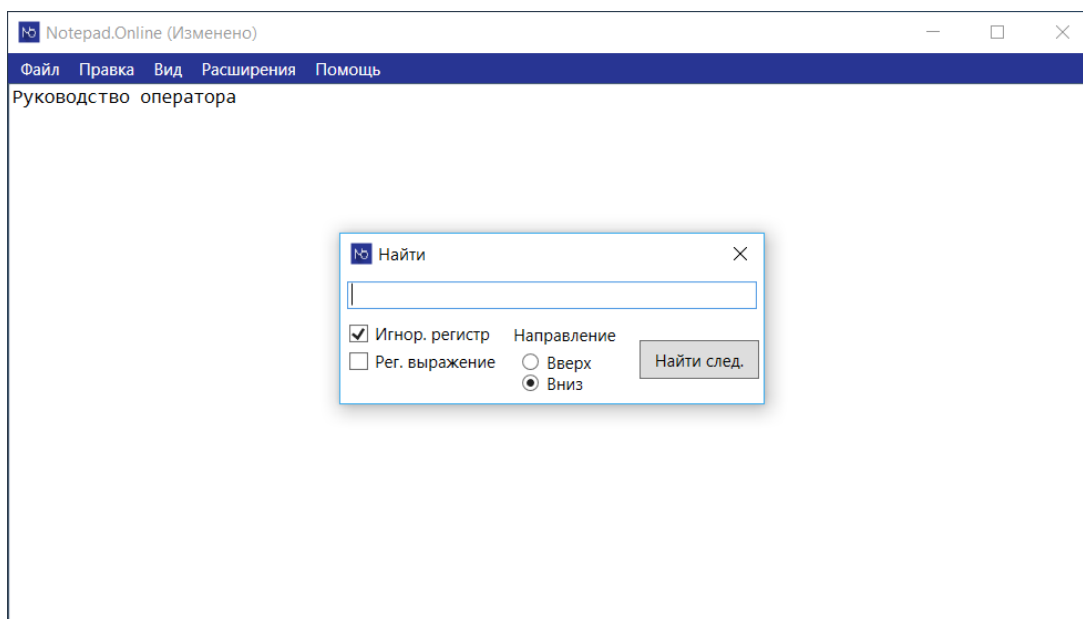 Notepad.Online (Изменено)
Файл Правка Вид Расширения Помощь
Руководство оператора
Найти
Игнор. регистр
Рег. выражение
Направление
Вверх
Вниз
Найти след.